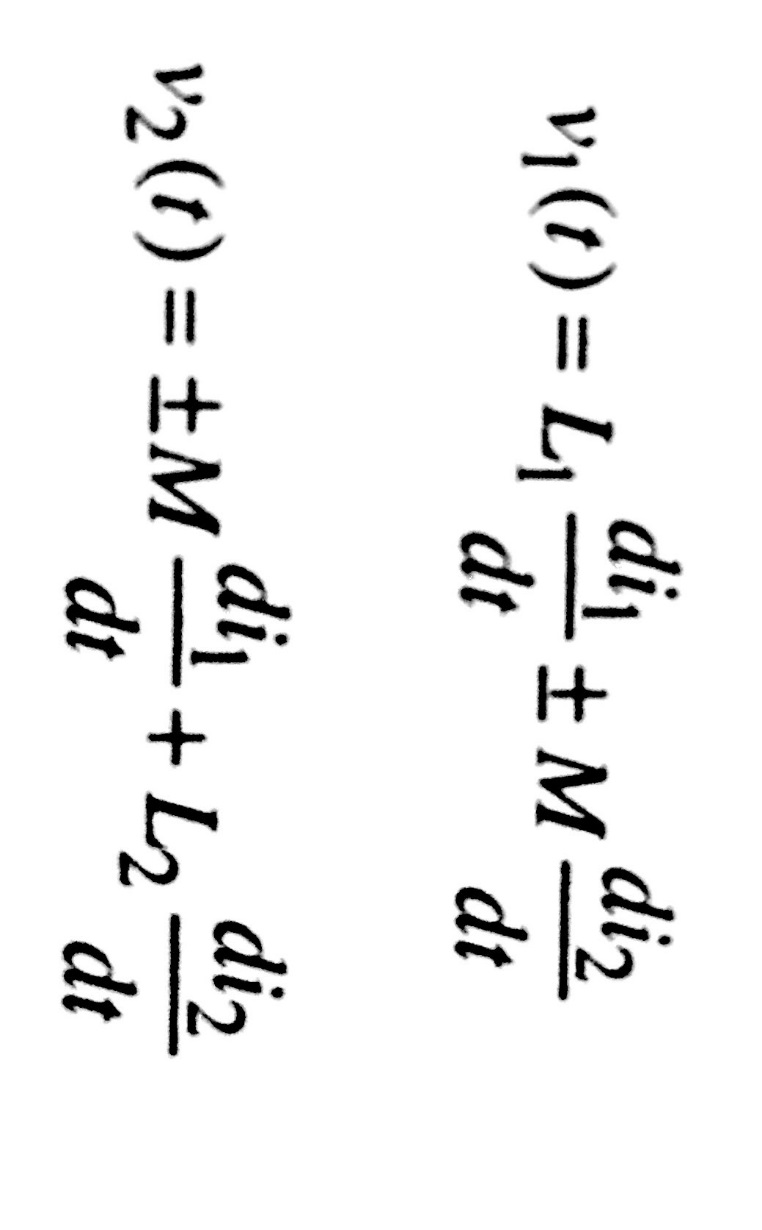 v₁(t) = L₁ di₁/dt ± M di₂/dt
v₂(t) = ±M di₁/dt + L₂ di₂/dt